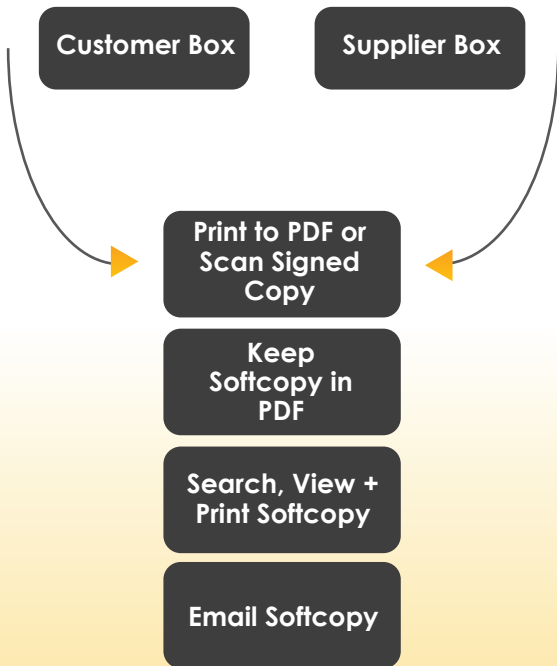 Customer Box
Supplier Box
Print to PDF or
Scan Signed
Copy
Keep
Softcopy in
PDF
Search, View +
Print Softcopy
Email Softcopy